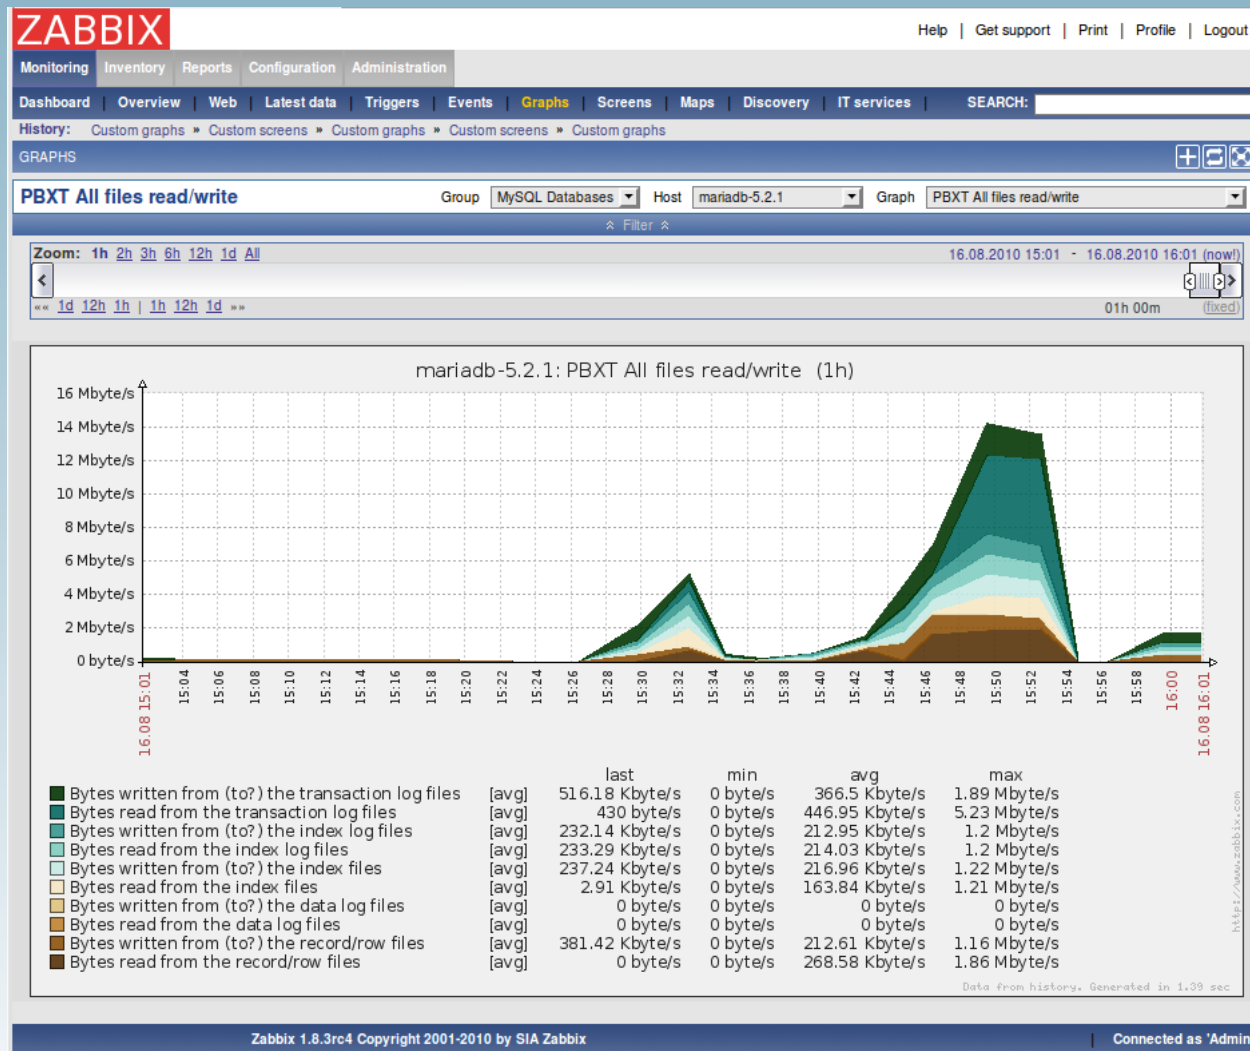 ZABBIX
Help | Get support | Print | Profile | Logout
Monitoring Inventory Reports Configuration Administration
Dashboard | Overview | Web | Latest data | Triggers | Events | Graphs | Screens | Maps | Discovery | IT services | SEARCH:
History: Custom graphs » Custom screens » Custom graphs » Custom screens » Custom graphs
GRAPHS
PBXT All files read/write Group MySQL Databases Host mariadb-5.2.1 Graph PBXT All files read/write
Filter
Zoom: 1h 2h 3h 6h 12h 1d All 16.08.2010 15:01 - 16.08.2010 16:01 (now!)
«« 1d 12h 1h | 1h 12h 1d »» 01h 00m (fixed)
mariadb-5.2.1: PBXT All files read/write (1h)
16 Mbyte/s
14 Mbyte/s
12 Mbyte/s
10 Mbyte/s
8 Mbyte/s
6 Mbyte/s
4 Mbyte/s
2 Mbyte/s
0 byte/s
16.08 15:01 15:04 15:06 15:08 15:10 15:12 15:14 15:16 15:18 15:20 15:22 15:24 15:26 15:28 15:30 15:32 15:34 15:36 15:38 15:40 15:42 15:44 15:46 15:48 15:50 15:52 15:54 15:56 15:58 16:00 16.08 16:01
last min avg max
Bytes written from (to?) the transaction log files [avg] 516.18 Kbyte/s 0 byte/s 366.5 Kbyte/s 1.89 Mbyte/s
Bytes read from the transaction log files [avg] 430 byte/s 0 byte/s 446.95 Kbyte/s 5.23 Mbyte/s
Bytes written from (to?) the index log files [avg] 232.14 Kbyte/s 0 byte/s 212.95 Kbyte/s 1.2 Mbyte/s
Bytes read from the index log files [avg] 233.29 Kbyte/s 0 byte/s 214.03 Kbyte/s 1.2 Mbyte/s
Bytes written from (to?) the index files [avg] 237.24 Kbyte/s 0 byte/s 216.96 Kbyte/s 1.22 Mbyte/s
Bytes read from the index files [avg] 2.91 Kbyte/s 0 byte/s 163.84 Kbyte/s 1.21 Mbyte/s
Bytes written from (to?) the data log files [avg] 0 byte/s 0 byte/s 0 byte/s 0 byte/s
Bytes read from the data log files [avg] 0 byte/s 0 byte/s 0 byte/s 0 byte/s
Bytes written from (to?) the record/row files [avg] 381.42 Kbyte/s 0 byte/s 212.61 Kbyte/s 1.16 Mbyte/s
Bytes read from the record/row files [avg] 0 byte/s 0 byte/s 268.58 Kbyte/s 1.86 Mbyte/s
http://www.zabbix.com
Data from history. Generated in 1.39 sec
Zabbix 1.8.3rc4 Copyright 2001-2010 by SIA Zabbix | Connected as 'Admin